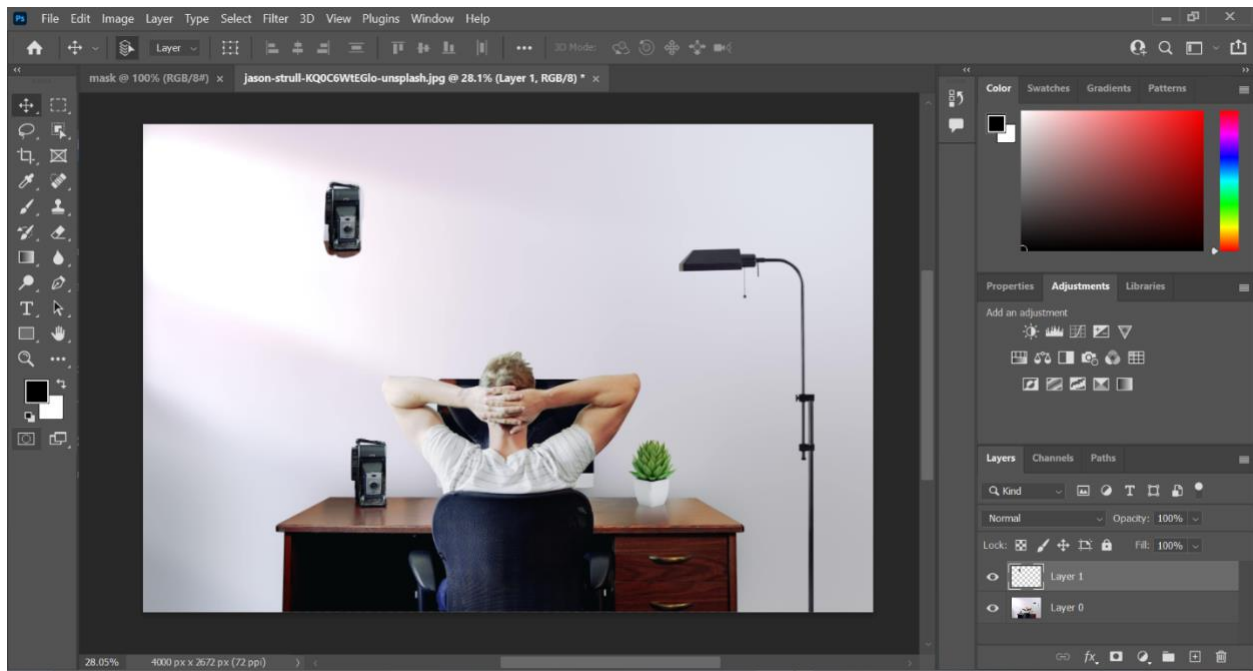 Ps File Edit Image Layer Type Select Filter 3D View Plugins Window Help
Layer 3D Mode:
mask @ 100% (RGB/8#) × jason-strull-KQ0C6WtEGlo-unsplash.jpg @ 28.1% (Layer 1, RGB/8) * ×
Color Swatches Gradients Patterns
Properties Adjustments Libraries
Add an adjustment
Layers Channels Paths
Kind
Normal Opacity: 100%
Lock: Fill: 100%
Layer 1
Layer 0
fx
28.05% 4000 px x 2672 px (72 ppi)